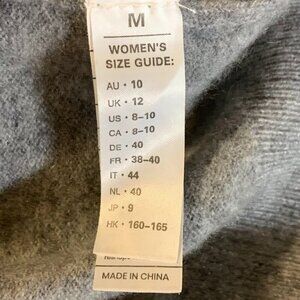 M
WOMEN'S
SIZE GUIDE:
AU • 10
UK • 12
US • 8-10
CA • 8-10
DE • 40
FR • 38-40
IT • 44
NL • 40
JP • 9
HK • 160-165
MADE IN CHINA